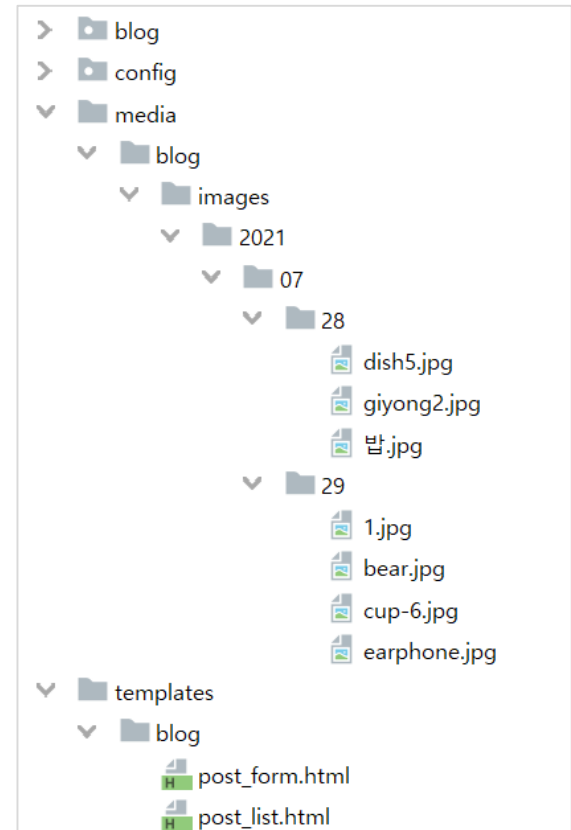 blog
config
media
blog
images
2021
07
28
dish5.jpg
giyong2.jpg
밥.jpg
29
1.jpg
bear.jpg
cup-6.jpg
earphone.jpg
templates
blog
H post_form.html
H post_list.html